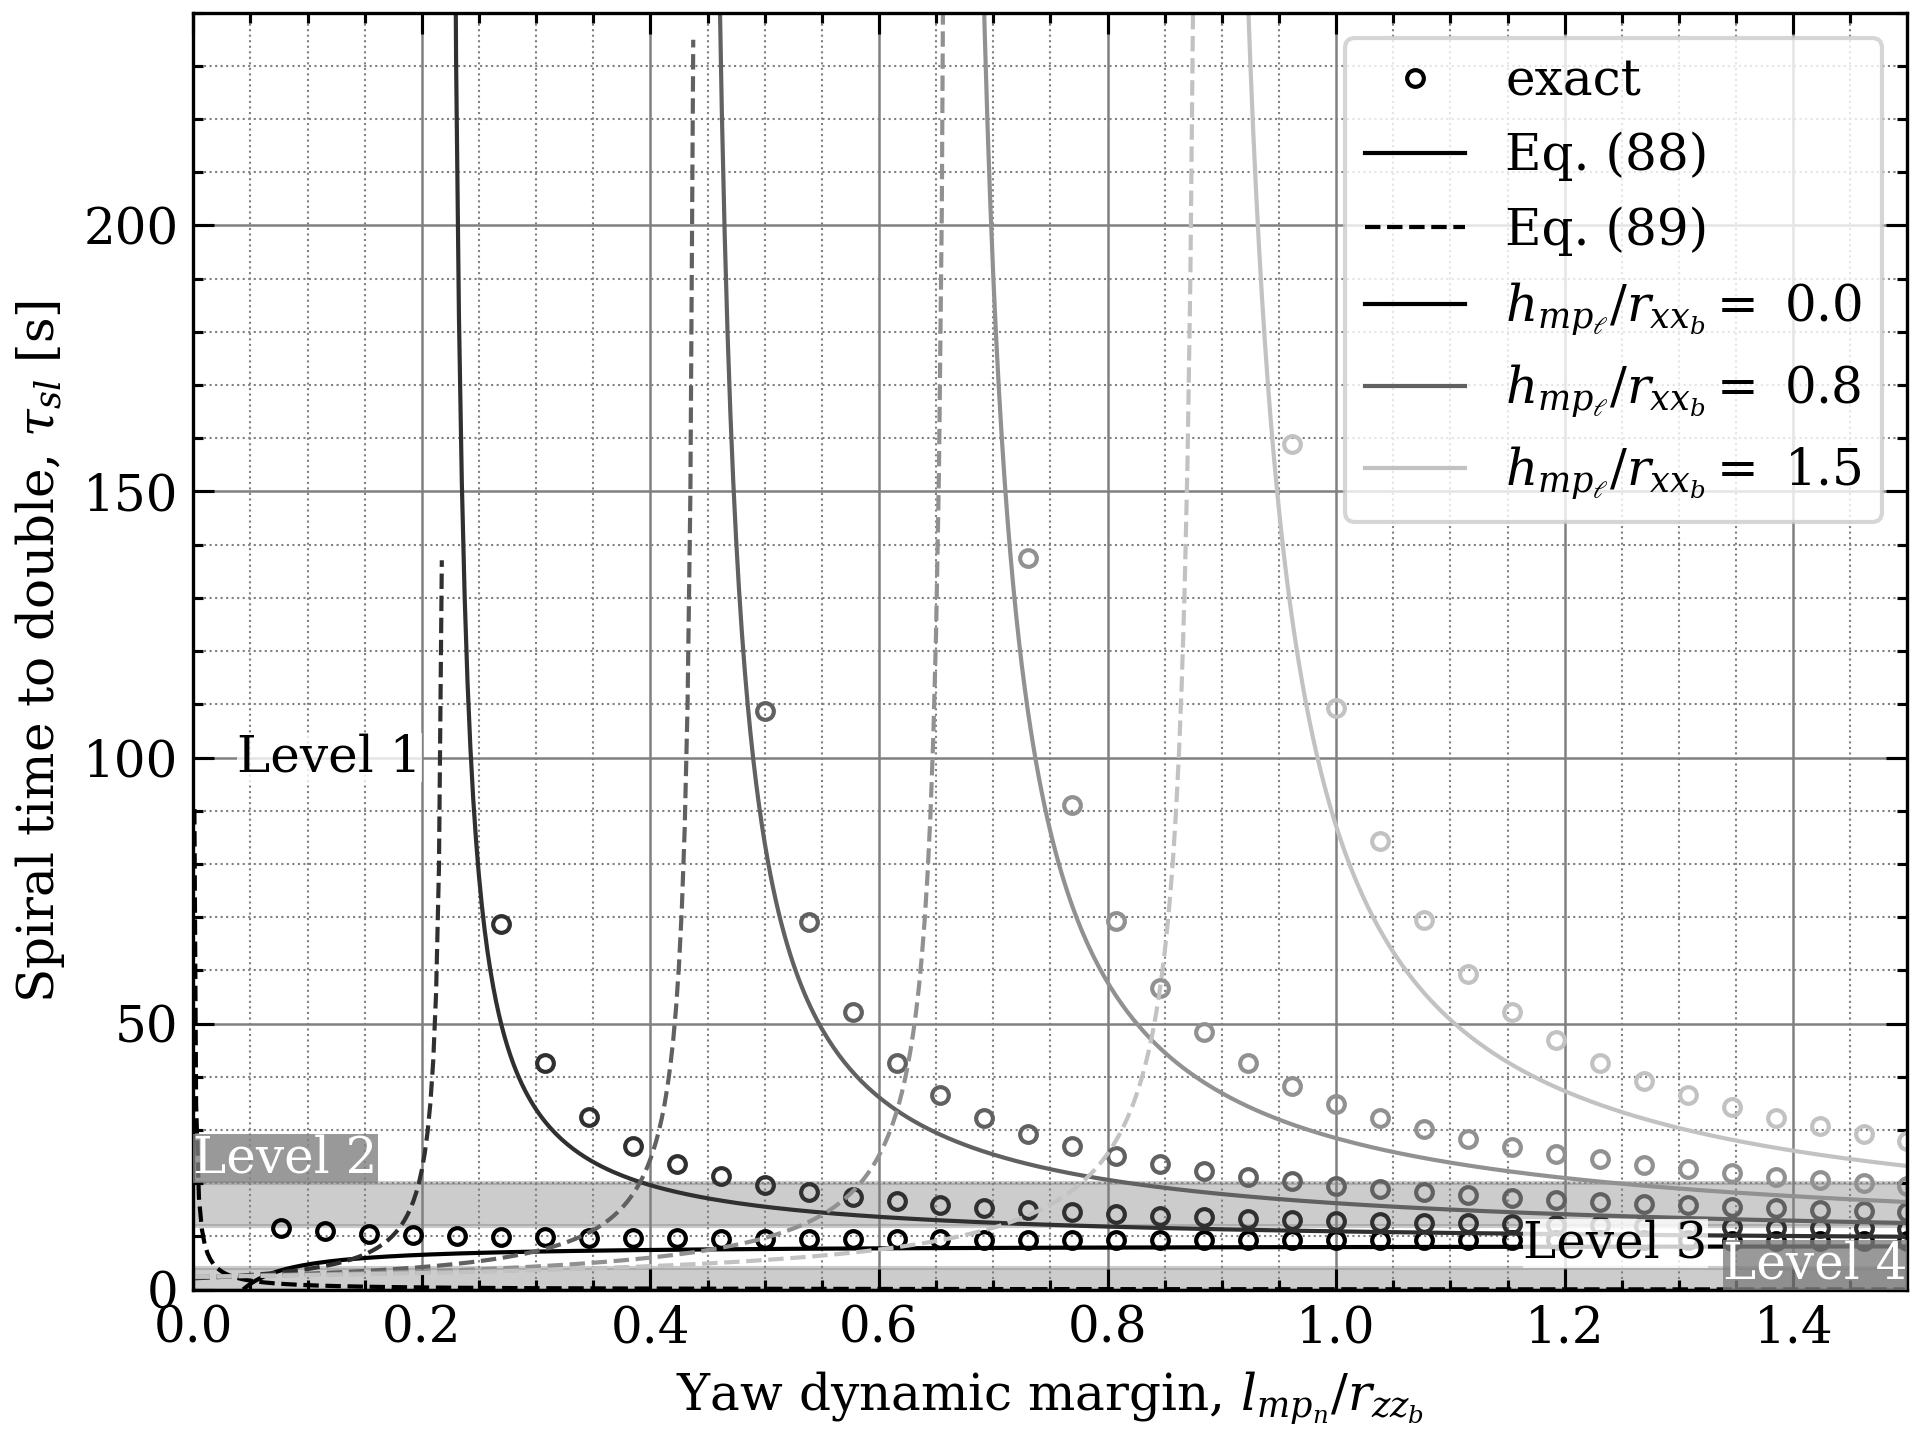 exact
Eq. (88)
Eq. (89)
h_{mp_ℓ}/r_{xx_b} = 0.0
h_{mp_ℓ}/r_{xx_b} = 0.8
h_{mp_ℓ}/r_{xx_b} = 1.5
Spiral time to double, τ_{sl} [s]
200
150
100
50
0
Level 1
Level 2
Level 3
Level 4
0.0 0.2 0.4 0.6 0.8 1.0 1.2 1.4
Yaw dynamic margin, l_{mp_n}/r_{zz_b}